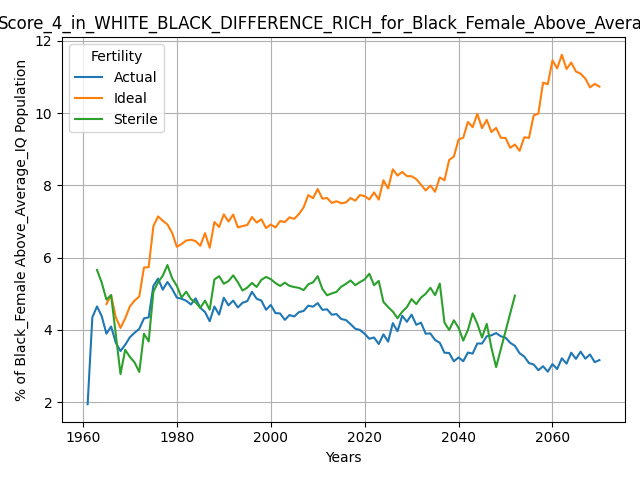 Score_4_in_WHITE_BLACK_DIFFERENCE_RICH_for_Black_Female_Above_Avera
% of Black_Female Above_Average_IQ Population
12
10
8
6
4
2
Fertility
Actual
Ideal
Sterile
1960 1980 2000 2020 2040 2060
Years